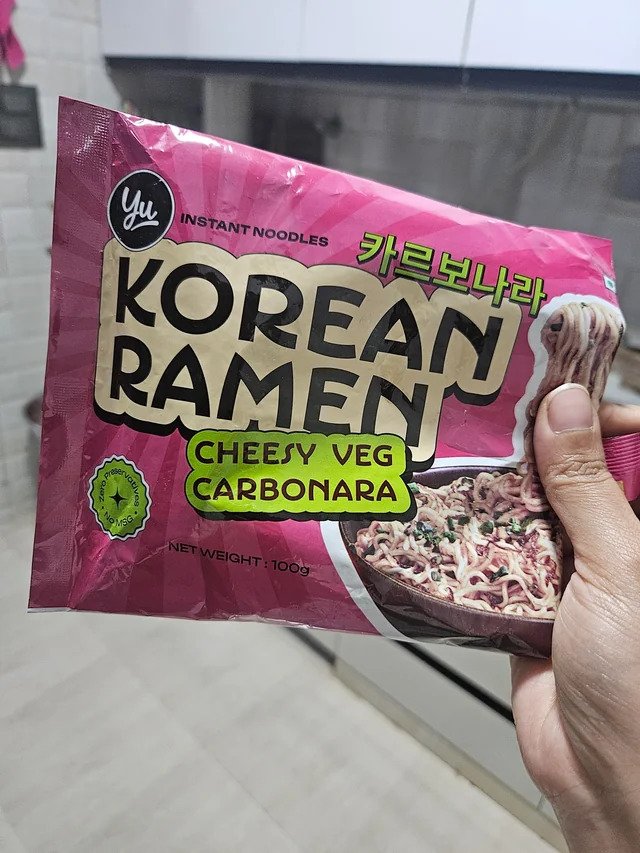 Yu
INSTANT NOODLES
카르보나라
KOREAN
RAMEN
CHEESY VEG
CARBONARA
Zero Preservatives
No MSG
NET WEIGHT : 100g